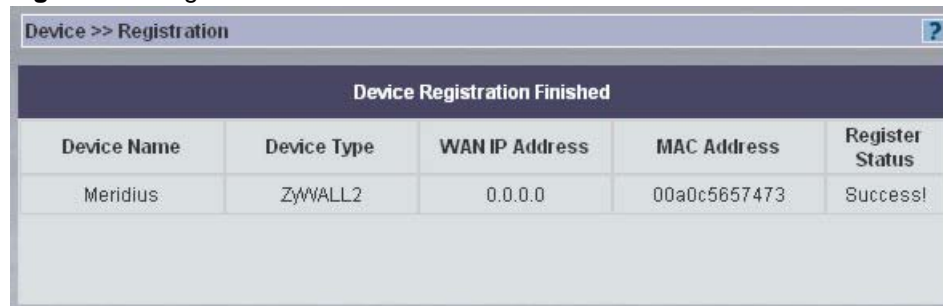 Device >> Registration
?
Device Registration Finished
Device Name Device Type WAN IP Address MAC Address Register Status
Meridius ZyWALL2 0.0.0.0 00a0c5657473 Success!